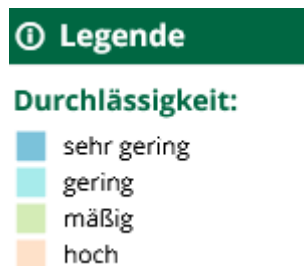 Legende
Durchlässigkeit:
sehr gering
gering
mäßig
hoch